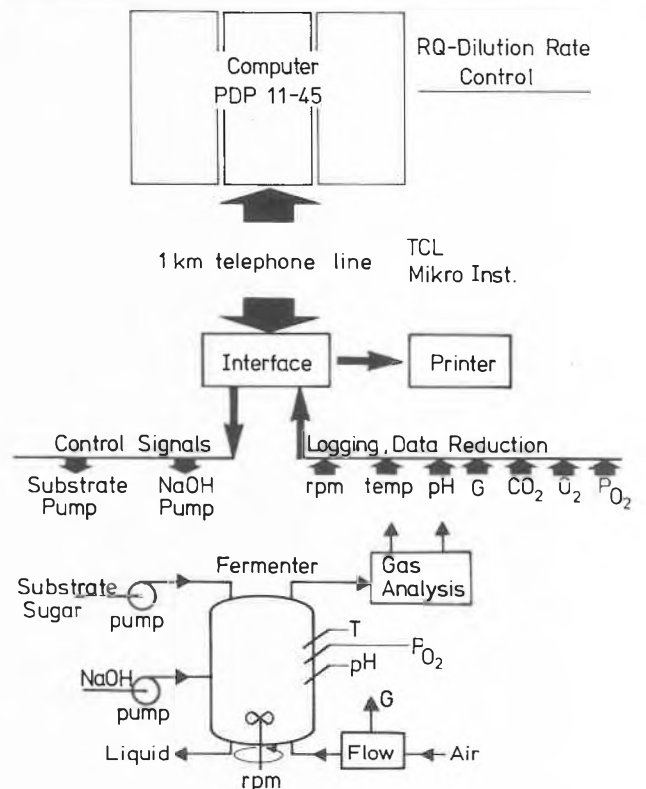 RQ-Dilution Rate
Control
Computer
PDP 11-45
1 km telephone line
TCL
Mikro Inst.
Interface
Printer
Control Signals
Logging, Data Reduction
Substrate
Pump
NaOH
Pump
rpm
temp
pH
G
CO₂
O₂
P_O₂
Fermenter
Gas
Analysis
Substrate
Sugar
pump
T
P_O₂
pH
NaOH
pump
G
Liquid
Flow
Air
rpm